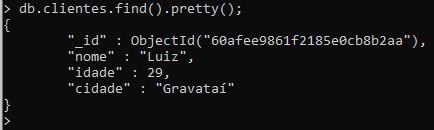 > db.clientes.find().pretty();
{
        "_id" : ObjectId("60afee9861f2185e0cb8b2aa"),
        "nome" : "Luiz",
        "idade" : 29,
        "cidade" : "Gravataí"
}
>